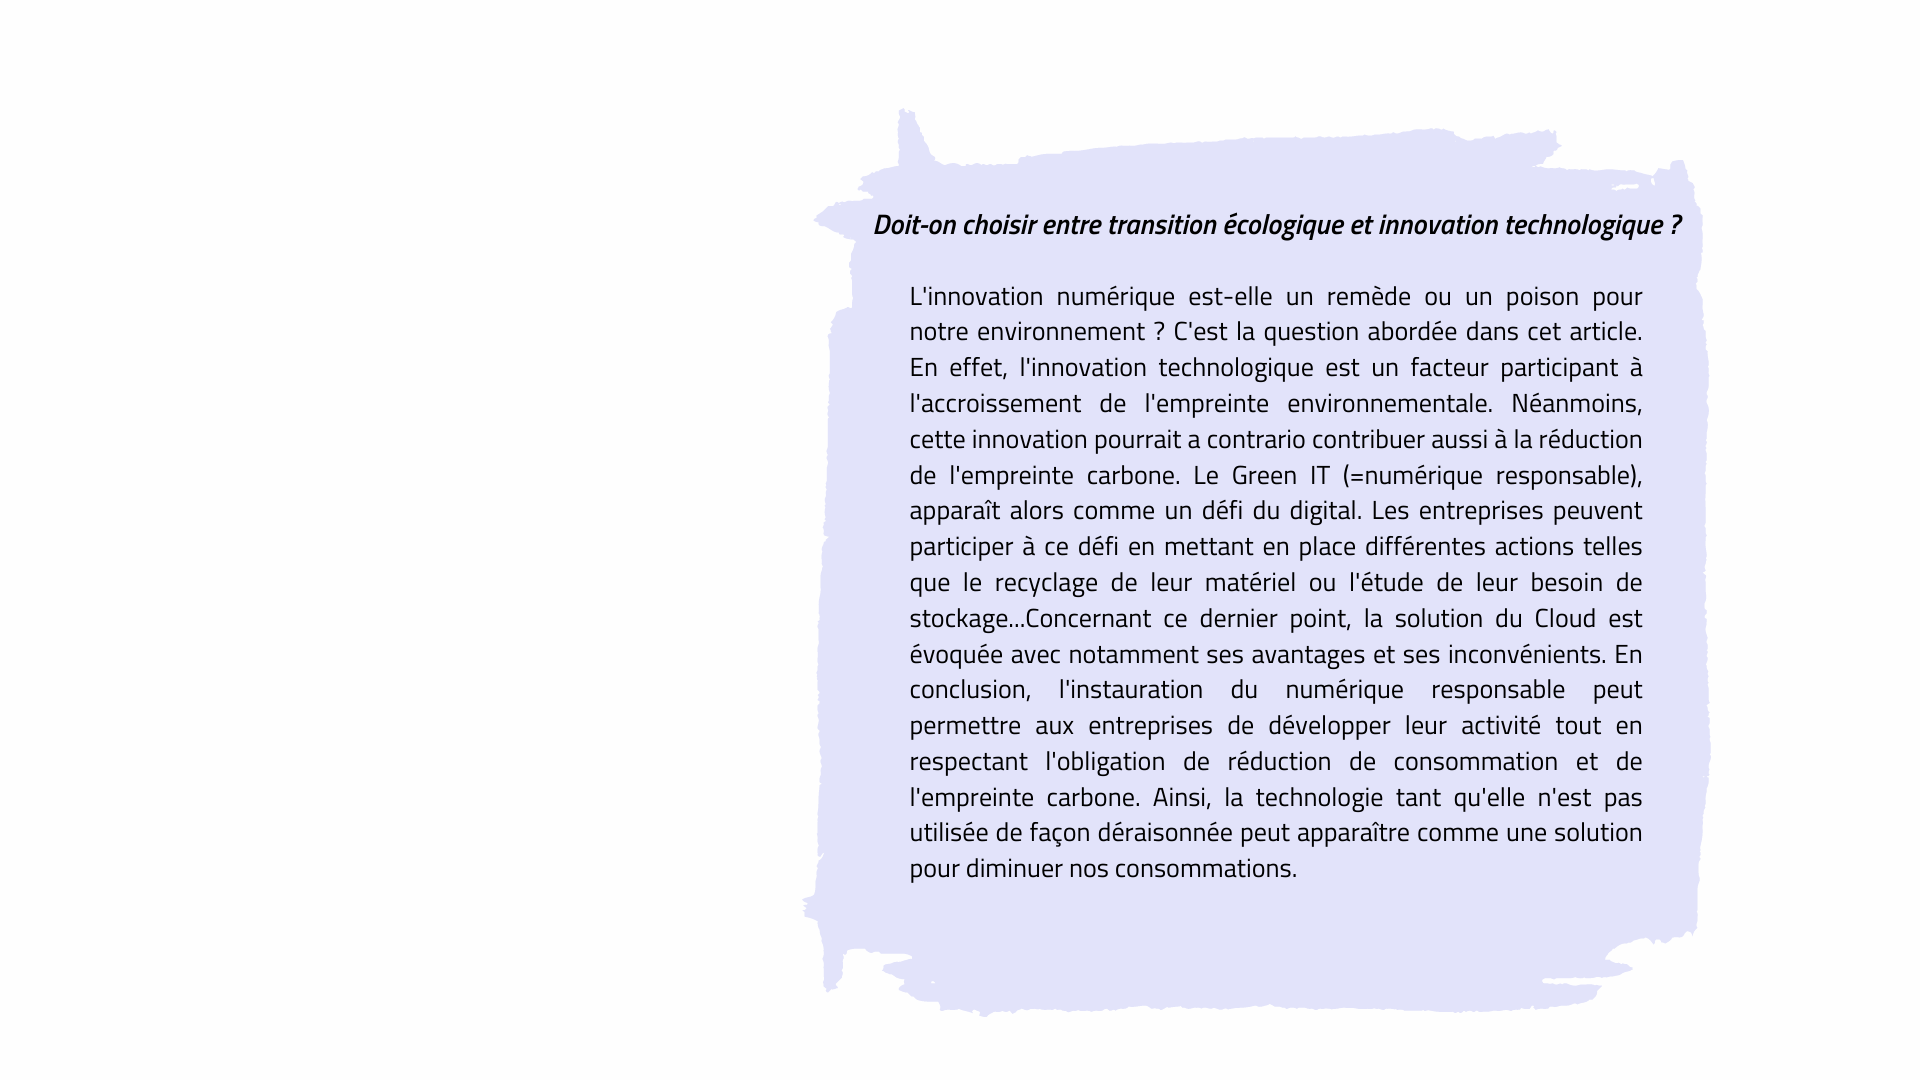 Doit-on choisir entre transition écologique et innovation technologique ?
L'innovation numérique est-elle un remède ou un poison pour
notre environnement ? C'est la question abordée dans cet article.
En effet, l'innovation technologique est un facteur participant à
l'accroissement de l'empreinte environnementale. Néanmoins,
cette innovation pourrait a contrario contribuer aussi à la réduction
de l'empreinte carbone. Le Green IT (=numérique responsable),
apparaît alors comme un défi du digital. Les entreprises peuvent
participer à ce défi en mettant en place différentes actions telles
que le recyclage de leur matériel ou l'étude de leur besoin de
stockage...Concernant ce dernier point, la solution du Cloud est
évoquée avec notamment ses avantages et ses inconvénients. En
conclusion, l'instauration du numérique responsable peut
permettre aux entreprises de développer leur activité tout en
respectant l'obligation de réduction de consommation et de
l'empreinte carbone. Ainsi, la technologie tant qu'elle n'est pas
utilisée de façon déraisonnée peut apparaître comme une solution
pour diminuer nos consommations.